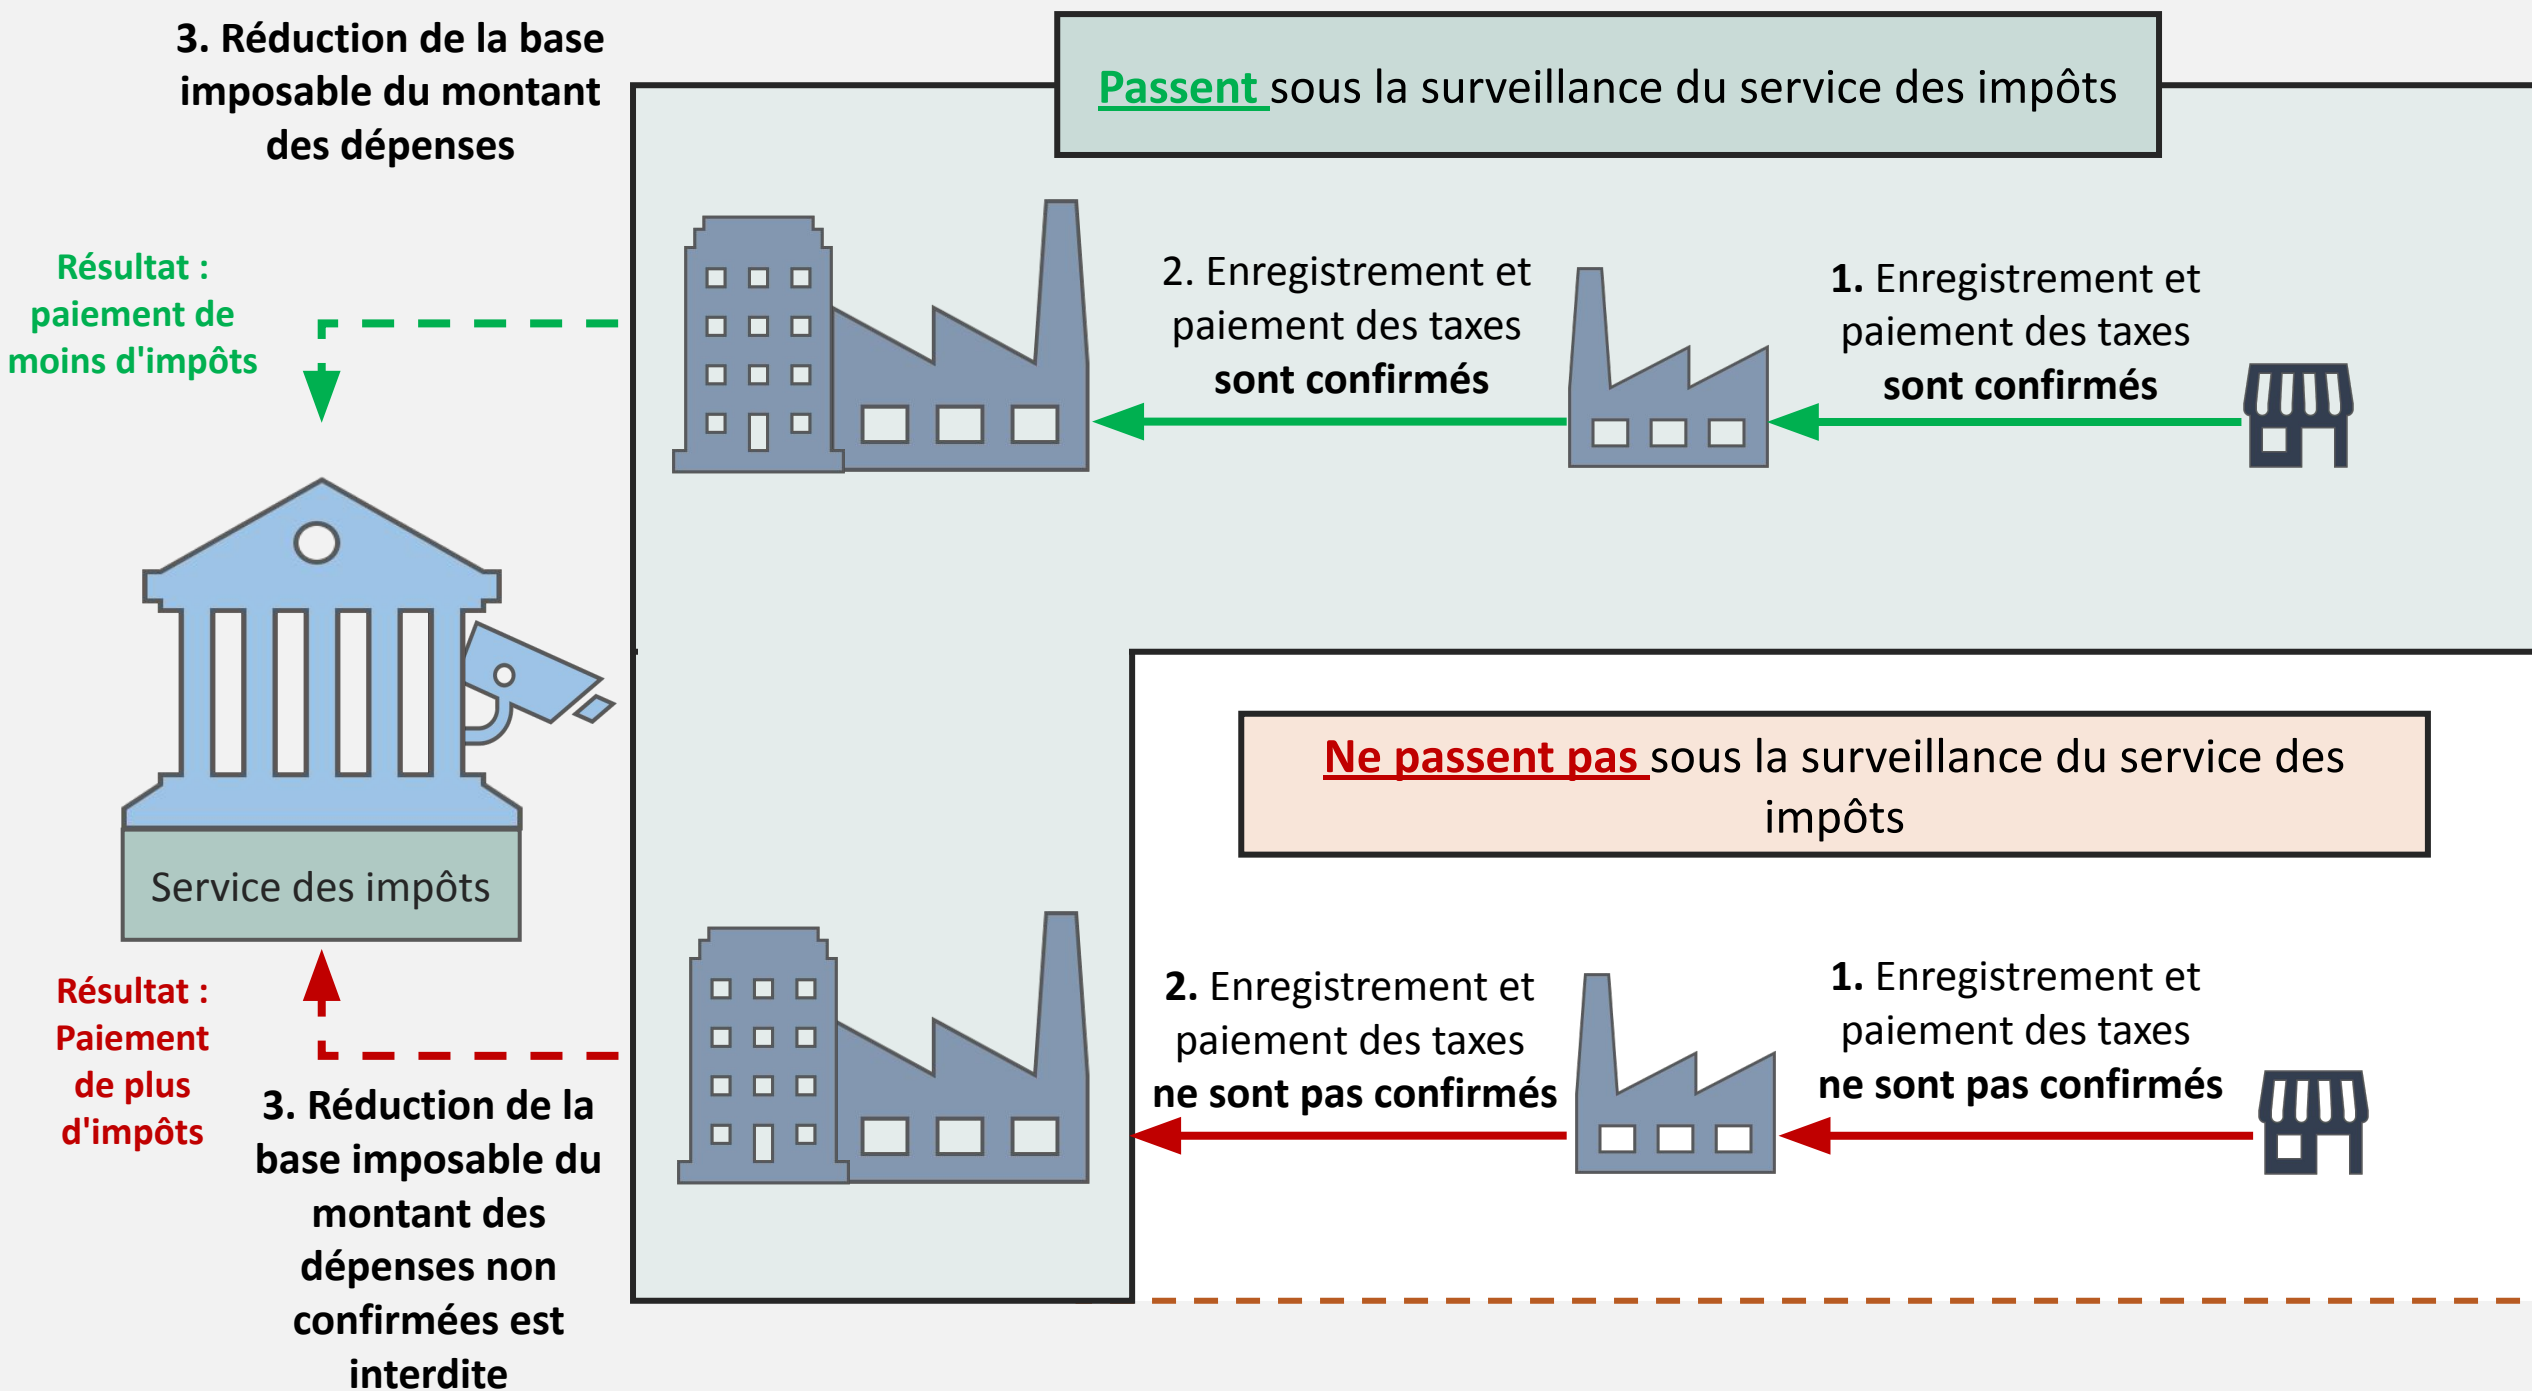 3. Réduction de la base
imposable du montant
des dépenses
Passent sous la surveillance du service des impôts
Résultat :
paiement de
moins d'impôts
2. Enregistrement et
paiement des taxes
sont confirmés
1. Enregistrement et
paiement des taxes
sont confirmés
Service des impôts
Ne passent pas sous la surveillance du service des
impôts
Résultat :
Paiement
de plus
d'impôts
3. Réduction de la
base imposable du
montant des
dépenses non
confirmées est
interdite
2. Enregistrement et
paiement des taxes
ne sont pas confirmés
1. Enregistrement et
paiement des taxes
ne sont pas confirmés